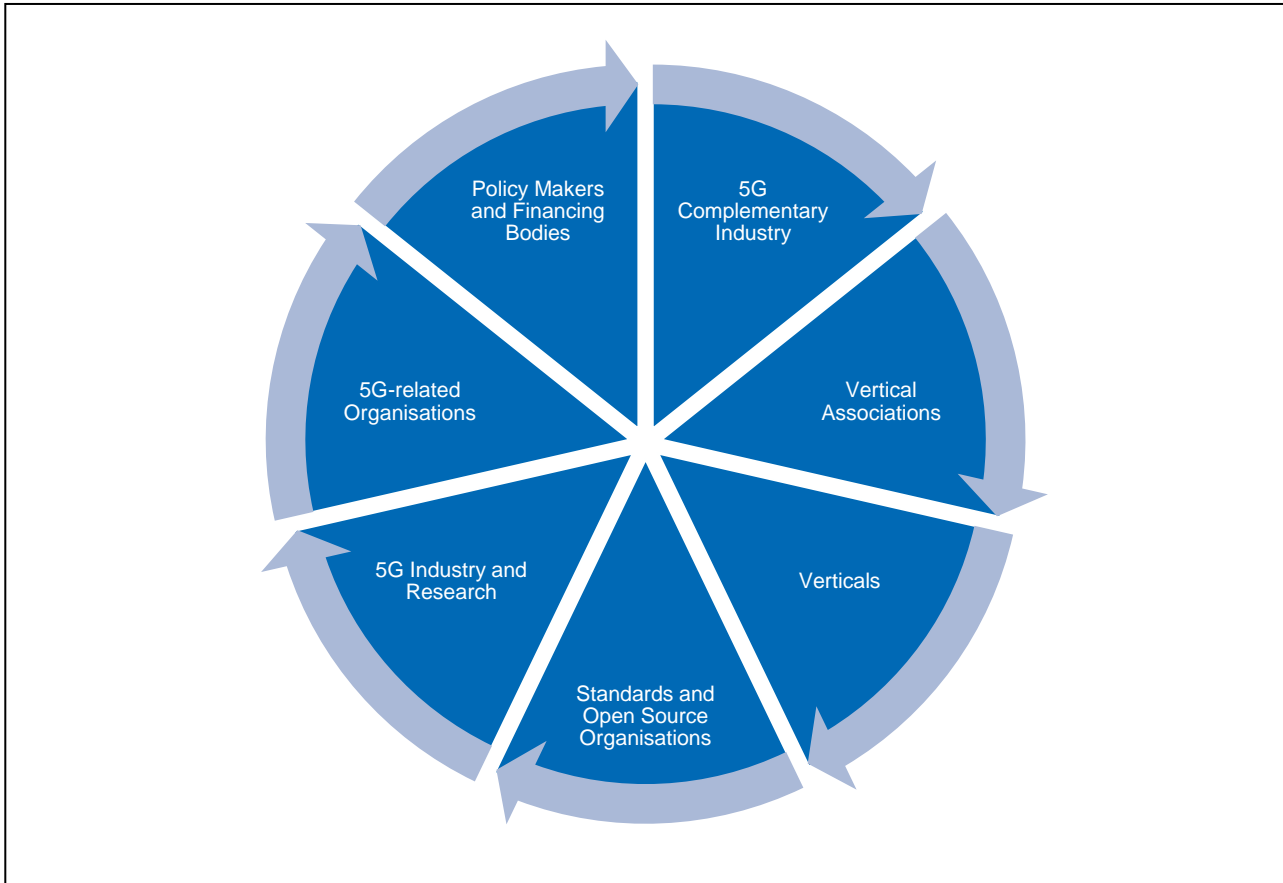 Policy Makers
and Financing
Bodies
5G
Complementary
Industry
5G-related
Organisations
Vertical
Associations
5G Industry and
Research
Verticals
Standards and
Open Source
Organisations